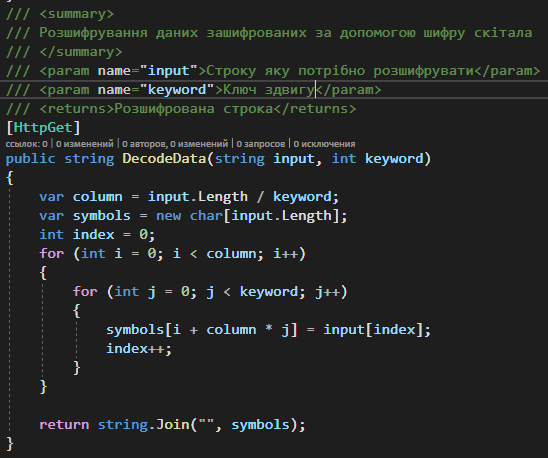 /// <summary>
/// Розшифрування даних зашифрованих за допомогою шифру скітала
/// </summary>
/// <param name="input">Строку яку потрібно розшифрувати</param>
/// <param name="keyword">Ключ здвигу</param>
/// <returns>Розшифрована строка</returns>
[HttpGet]
ссылок: 0 | 0 изменений | 0 авторов, 0 изменений | 0 запросов | 0 исключения
public string DecodeData(string input, int keyword)
{
    var column = input.Length / keyword;
    var symbols = new char[input.Length];
    int index = 0;
    for (int i = 0; i < column; i++)
    {
        for (int j = 0; j < keyword; j++)
        {
            symbols[i + column * j] = input[index];
            index++;
        }
    }

    return string.Join("", symbols);
}